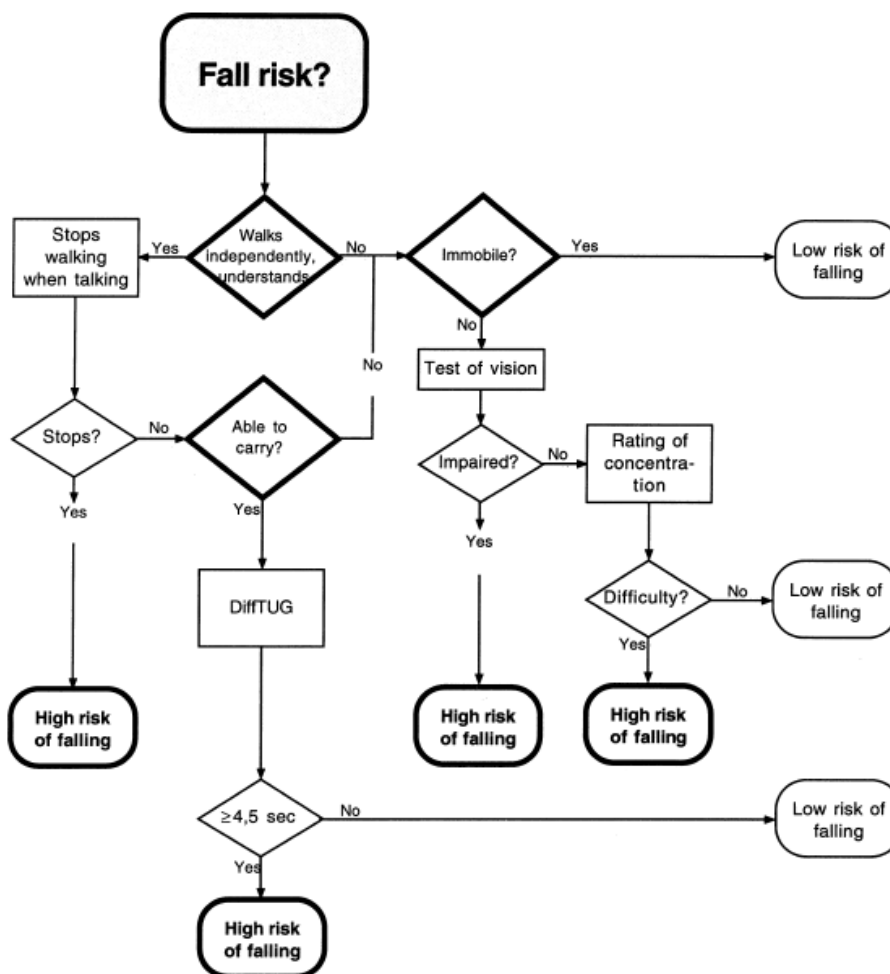 Fall risk?
Stops
walking
when talking
Yes
Walks
independently,
understands
No
Immobile?
Yes
Low risk of
falling
No
Test of vision
No
Stops?
No
Able to
carry?
Impaired?
No
Rating of
concentra-
tion
Yes
Yes
Yes
DiffTUG
Difficulty?
No
Low risk of
falling
Yes
High risk
of falling
High risk
of falling
High risk
of falling
≥4,5 sec
No
Low risk of
falling
Yes
High risk
of falling